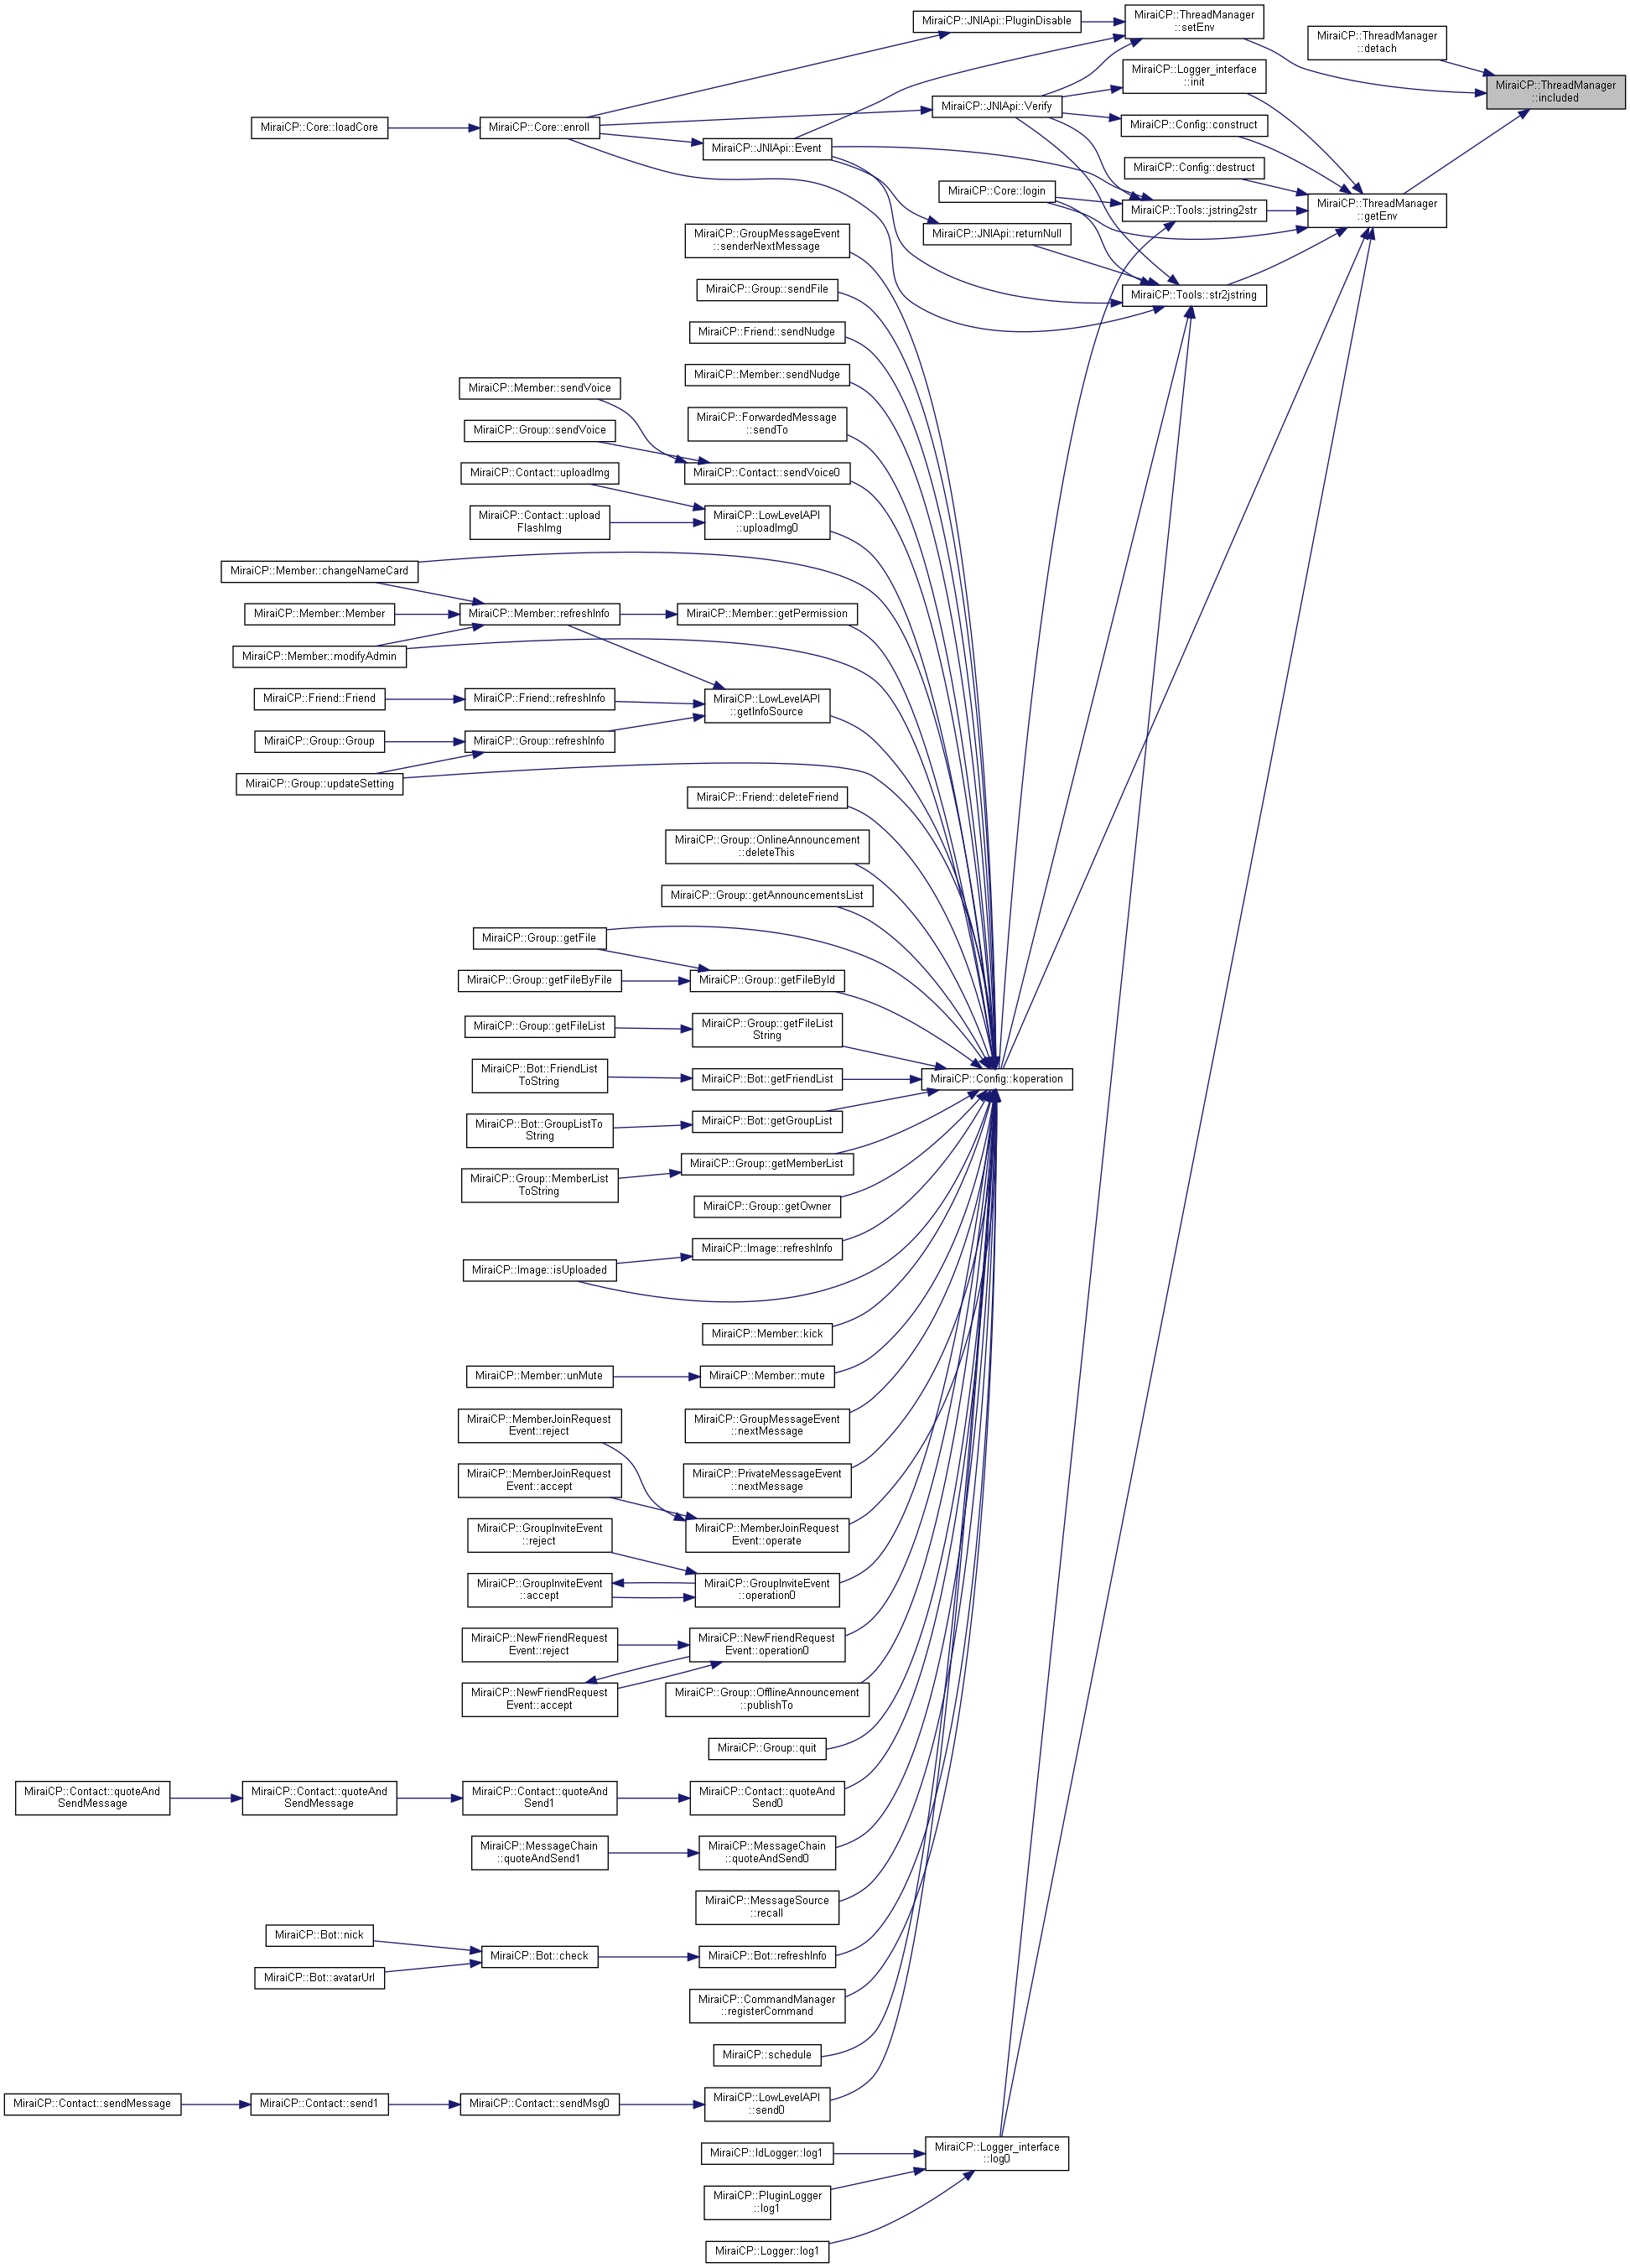 MiraiCP::JNIApi::PluginDisable
MiraiCP::ThreadManager
::setEnv
MiraiCP::ThreadManager
::detach
MiraiCP::ThreadManager
::included
MiraiCP::Logger_interface
::init
MiraiCP::JNIApi::Verify
MiraiCP::Core::loadCore
MiraiCP::Core::enroll
MiraiCP::Config::construct
MiraiCP::JNIApi::Event
MiraiCP::Config::destruct
MiraiCP::Core::login
MiraiCP::Tools::jstring2str
MiraiCP::ThreadManager
::getEnv
MiraiCP::GroupMessageEvent
::senderNextMessage
MiraiCP::JNIApi::returnNull
MiraiCP::Group::sendFile
MiraiCP::Tools::str2jstring
MiraiCP::Friend::sendNudge
MiraiCP::Member::sendNudge
MiraiCP::Member::sendVoice
MiraiCP::ForwardedMessage
::sendTo
MiraiCP::Group::sendVoice
MiraiCP::Contact::uploadImg
MiraiCP::Contact::sendVoice0
MiraiCP::Contact::upload
FlashImg
MiraiCP::LowLevelAPI
::uploadImg0
MiraiCP::Member::changeNameCard
MiraiCP::Member::Member
MiraiCP::Member::refreshInfo
MiraiCP::Member::getPermission
MiraiCP::Member::modifyAdmin
MiraiCP::Friend::Friend
MiraiCP::Friend::refreshInfo
MiraiCP::LowLevelAPI
::getInfoSource
MiraiCP::Group::Group
MiraiCP::Group::refreshInfo
MiraiCP::Group::updateSetting
MiraiCP::Friend::deleteFriend
MiraiCP::Group::OnlineAnnouncement
::deleteThis
MiraiCP::Group::getAnnouncementsList
MiraiCP::Group::getFile
MiraiCP::Group::getFileByFile
MiraiCP::Group::getFileById
MiraiCP::Group::getFileList
MiraiCP::Group::getFileList
String
MiraiCP::Bot::FriendList
ToString
MiraiCP::Bot::getFriendList
MiraiCP::Config::koperation
MiraiCP::Bot::GroupListTo
String
MiraiCP::Bot::getGroupList
MiraiCP::Group::MemberList
ToString
MiraiCP::Group::getMemberList
MiraiCP::Group::getOwner
MiraiCP::Image::refreshInfo
MiraiCP::Image::isUploaded
MiraiCP::Member::kick
MiraiCP::Member::unMute
MiraiCP::Member::mute
MiraiCP::MemberJoinRequest
Event::reject
MiraiCP::GroupMessageEvent
::nextMessage
MiraiCP::MemberJoinRequest
Event::accept
MiraiCP::PrivateMessageEvent
::nextMessage
MiraiCP::GroupInviteEvent
::reject
MiraiCP::MemberJoinRequest
Event::operate
MiraiCP::GroupInviteEvent
::accept
MiraiCP::GroupInviteEvent
::operation0
MiraiCP::NewFriendRequest
Event::reject
MiraiCP::NewFriendRequest
Event::operation0
MiraiCP::NewFriendRequest
Event::accept
MiraiCP::Group::OfflineAnnouncement
::publishTo
MiraiCP::Group::quit
MiraiCP::Contact::quoteAnd
SendMessage
MiraiCP::Contact::quoteAnd
SendMessage
MiraiCP::Contact::quoteAnd
Send1
MiraiCP::Contact::quoteAnd
Send0
MiraiCP::MessageChain
::quoteAndSend1
MiraiCP::MessageChain
::quoteAndSend0
MiraiCP::MessageSource
::recall
MiraiCP::Bot::nick
MiraiCP::Bot::check
MiraiCP::Bot::refreshInfo
MiraiCP::Bot::avatarUrl
MiraiCP::CommandManager
::registerCommand
MiraiCP::schedule
MiraiCP::Contact::sendMessage
MiraiCP::Contact::send1
MiraiCP::Contact::sendMsg0
MiraiCP::LowLevelAPI
::send0
MiraiCP::IdLogger::log1
MiraiCP::Logger_interface
::log0
MiraiCP::PluginLogger
::log1
MiraiCP::Logger::log1